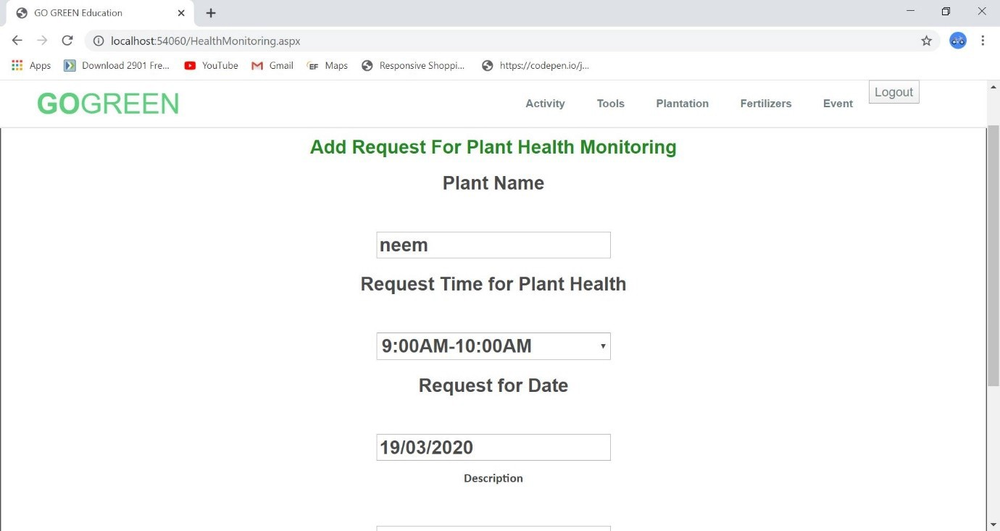 GO GREEN Education
localhost:54060/HealthMonitoring.aspx
Apps Download 2901 Fre... YouTube Gmail EF Maps Responsive Shoppi... https://codepen.io/j...
GOGREEN Activity Tools Plantation Fertilizers Event Logout
Add Request For Plant Health Monitoring
Plant Name
neem
Request Time for Plant Health
9:00AM-10:00AM
Request for Date
19/03/2020
Description